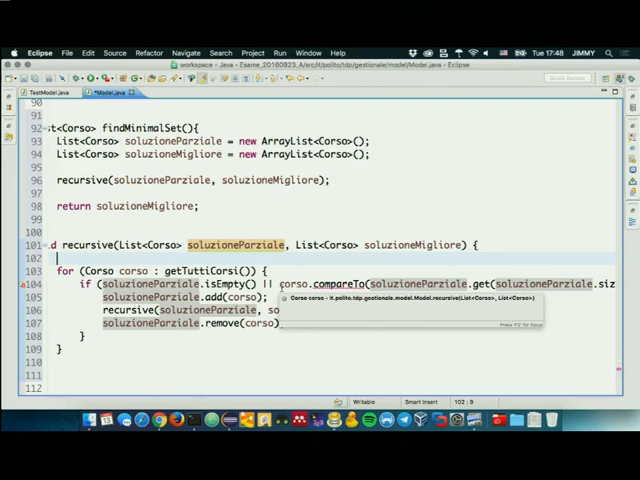 Eclipse File Edit Source Refactor Navigate Search Project Run Window Help Tue 17:48 JIMMY
workspace - Java - Esame_20160923_A/src/it/polito/tdp/gestionale/model/Model.java - Eclipse
Quick Access
TestModel.java *Model.java
90
91
92 st<Corso> findMinimalSet(){
93 List<Corso> soluzioneParziale = new ArrayList<Corso>();
94 List<Corso> soluzioneMigliore = new ArrayList<Corso>();
95
96 recursive(soluzioneParziale, soluzioneMigliore);
97
98 return soluzioneMigliore;
99
100
101 d recursive(List<Corso> soluzioneParziale, List<Corso> soluzioneMigliore) {
102
103 for (Corso corso : getTuttiCorsi()) {
104 if (soluzioneParziale.isEmpty() || corso.compareTo(soluzioneParziale.get(soluzioneParziale.siz
105 soluzioneParziale.add(corso);
Corso corso - it.polito.tdp.gestionale.model.Model.recursive(List<Corso>, List<Corso>)
106 recursive(soluzioneParziale, so
107 soluzioneParziale.remove(corso)
Press 'F2' for focus
108 }
109 }
110
111
112
Writable Smart Insert 102 : 9